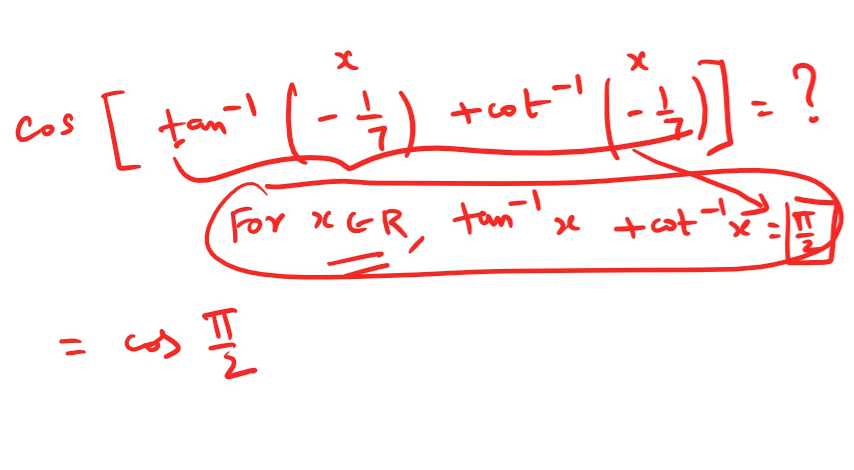 x x
cos [ tan⁻¹ (-1/7) + cot⁻¹ (-1/7) ] = ?
For x ∈ R, tan⁻¹ x + cot⁻¹ x = π/2
= cos π/2